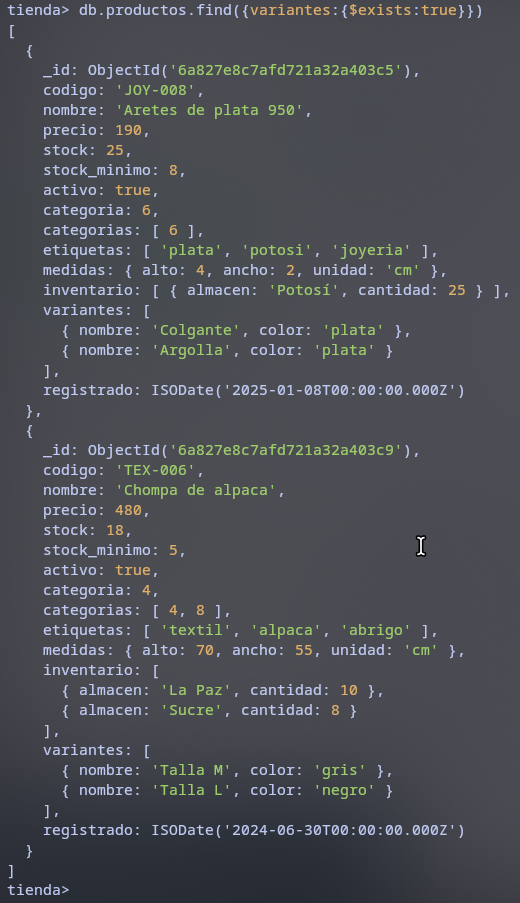 tienda> db.productos.find({variantes:{$exists:true}})
[
  {
    _id: ObjectId('6a827e8c7afd721a32a403c5'),
    codigo: 'JOY-008',
    nombre: 'Aretes de plata 950',
    precio: 190,
    stock: 25,
    stock_minimo: 8,
    activo: true,
    categoria: 6,
    categorias: [ 6 ],
    etiquetas: [ 'plata', 'potosi', 'joyeria' ],
    medidas: { alto: 4, ancho: 2, unidad: 'cm' },
    inventario: [ { almacen: 'Potosí', cantidad: 25 } ],
    variantes: [
      { nombre: 'Colgante', color: 'plata' },
      { nombre: 'Argolla', color: 'plata' }
    ],
    registrado: ISODate('2025-01-08T00:00:00.000Z')
  },
  {
    _id: ObjectId('6a827e8c7afd721a32a403c9'),
    codigo: 'TEX-006',
    nombre: 'Chompa de alpaca',
    precio: 480,
    stock: 18,
    stock_minimo: 5,
    activo: true,
    categoria: 4,
    categorias: [ 4, 8 ],
    etiquetas: [ 'textil', 'alpaca', 'abrigo' ],
    medidas: { alto: 70, ancho: 55, unidad: 'cm' },
    inventario: [
      { almacen: 'La Paz', cantidad: 10 },
      { almacen: 'Sucre', cantidad: 8 }
    ],
    variantes: [
      { nombre: 'Talla M', color: 'gris' },
      { nombre: 'Talla L', color: 'negro' }
    ],
    registrado: ISODate('2024-06-30T00:00:00.000Z')
  }
]
tienda>